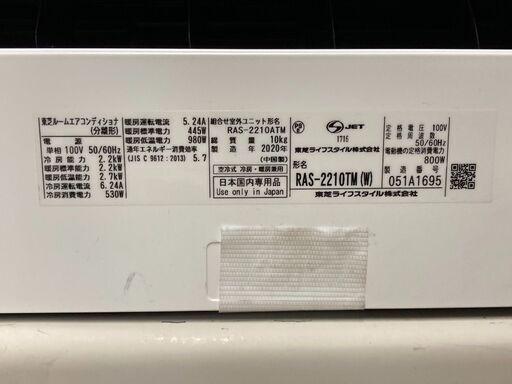 東芝ルームエアコンディショナ
(分離形)
電源
単相 100V 50/60Hz
冷房能力 2.2kW
暖房標準能力 2.2kW
暖房低温能力 2.7kW
冷房運転電流 6.24A
冷房消費電力 530W
暖房運転電流 5.24A
暖房標準電力 445W
暖房低温電力 980W
通年エネルギー消費効率
(JIS C 9612:2013) 5.7
組合せ室外ユニット形名
RAS-2210ATM
総質量 10kg
製造年 2020年
(中国製)
空冷式 冷房・暖房兼用
日本国内専用品
Use only in Japan
PSE
JET
1716
東芝ライフスタイル株式会社
形名
RAS-2210TM(W)
定格電圧 100V
定格周波数 50/60Hz
電動機の定格消費電力
800W
製造番号
051A1695
東芝ライフスタイル株式会社